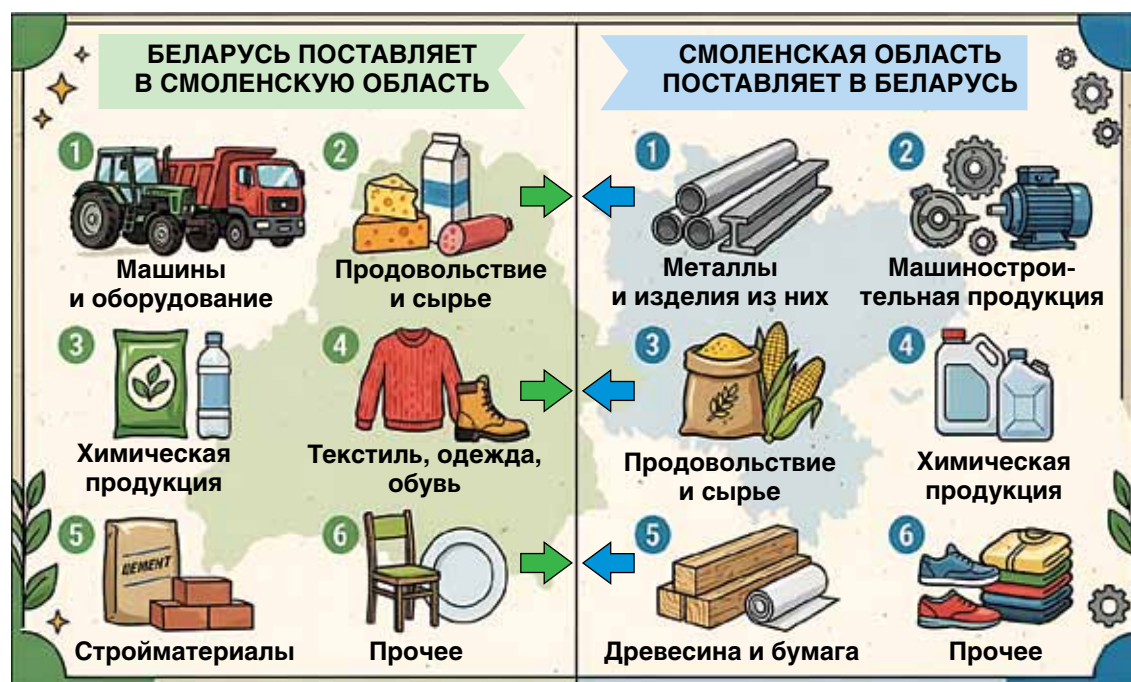 БЕЛАРУСЬ ПОСТАВЛЯЕТ
В СМОЛЕНСКУЮ ОБЛАСТЬ
1
Машины
и оборудование
2
Продовольствие
и сырье
3
Химическая
продукция
4
Текстиль, одежда,
обувь
5
ЦЕМЕНТ
Стройматериалы
6
Прочее
СМОЛЕНСКАЯ ОБЛАСТЬ
ПОСТАВЛЯЕТ В БЕЛАРУСЬ
1
Металлы
и изделия из них
2
Машинострои-
тельная продукция
3
Продовольствие
и сырье
4
Химическая
продукция
5
Древесина и бумага
6
Прочее